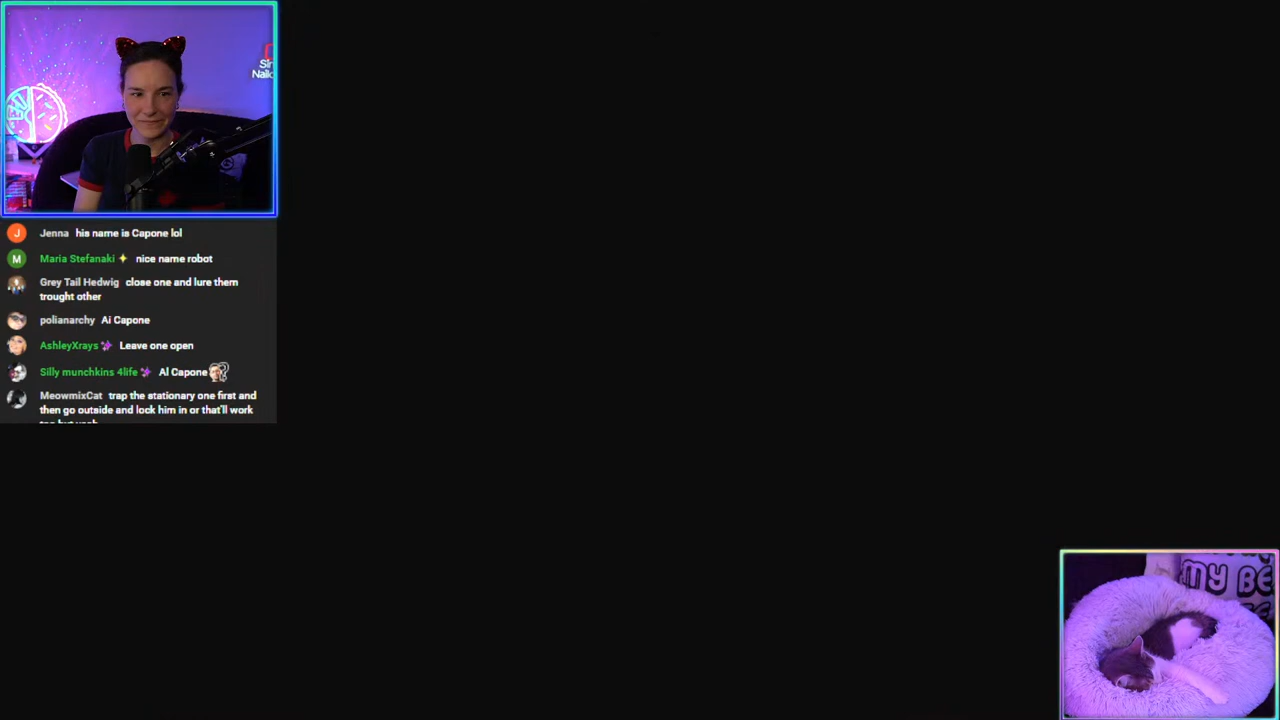 Jenna his name is Capone lol
Maria Stefanaki nice name robot
Grey Tail Hedwig close one and lure them
trought other
polianarchy Ai Capone
AshleyXrays Leave one open
Silly munchkins 4life Al Capone
MeowmixCat trap the stationary one first and
then go outside and lock him in or that'll work
MY BE